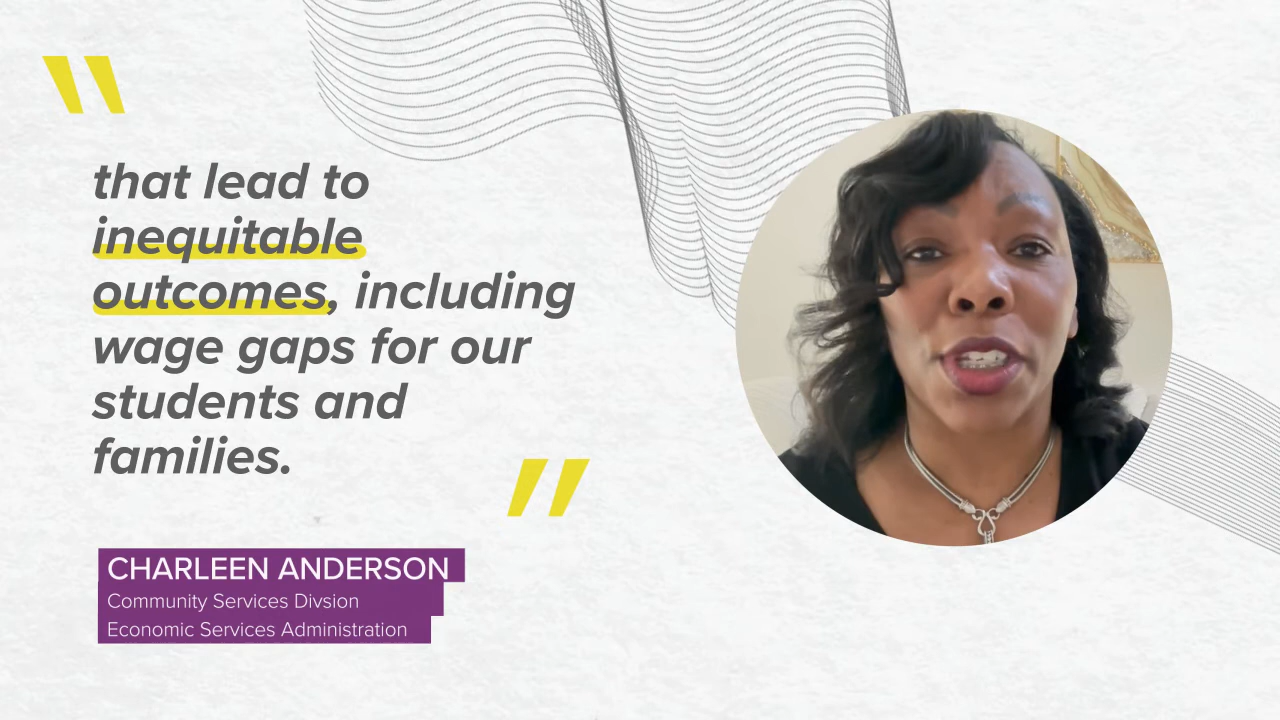 that lead to
inequitable
outcomes, including
wage gaps for our
students and
families.
CHARLEEN ANDERSON
Community Services Divsion
Economic Services Administration